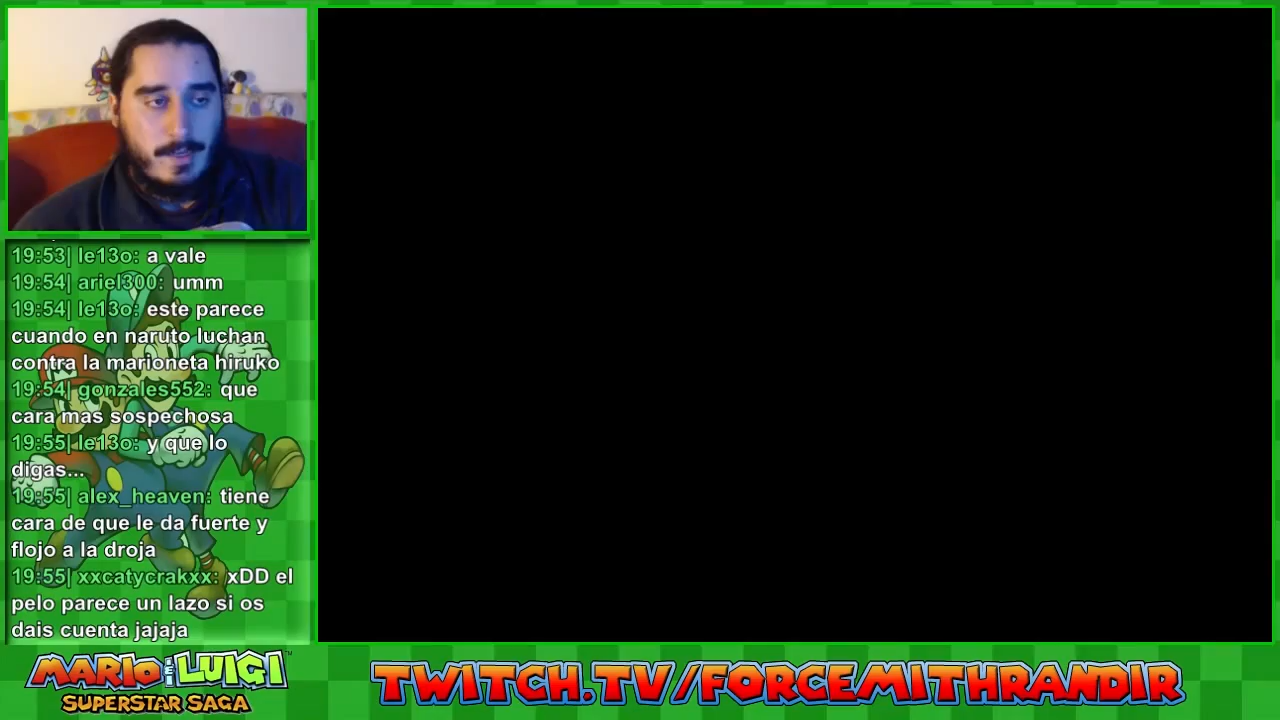 19:53| le13o: a vale
19:54| ariel300: umm
19:54| le13o: este parece
cuando en naruto luchan
contra la marioneta hiruko
19:54| gonzales552: que
cara mas sospechosa
19:55| le13o: y que lo
digas...
19:55| alex_heaven: tiene
cara de que le da fuerte y
flojo a la droja
19:55| xxcatycrakxx: xDD el
pelo parece un lazo si os
dais cuenta jajaja
MARIO & LUIGI™
SUPERSTAR SAGA
TWITCH.TV/FORCEMITHRANDIR